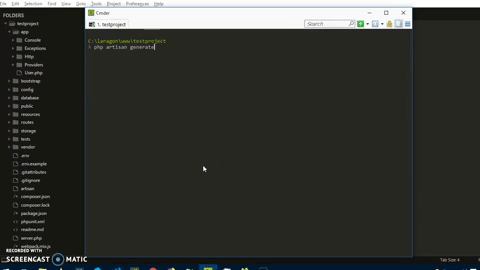 File Edit Selection Find View Goto Tools Project Preferences Help
FOLDERS
testproject
app
Console
Exceptions
Http
Providers
User.php
bootstrap
config
database
public
resources
routes
storage
tests
vendor
.env
.env.example
.gitattributes
.gitignore
artisan
composer.json
composer.lock
package.json
phpunit.xml
readme.md
server.php
webpack.mix.js
Cmder
1. testproject
Search
C:\laragon\www\testproject
λ php artisan generate
RECORDED WITH
SCREENCAST MATIC
Tab Size: 4